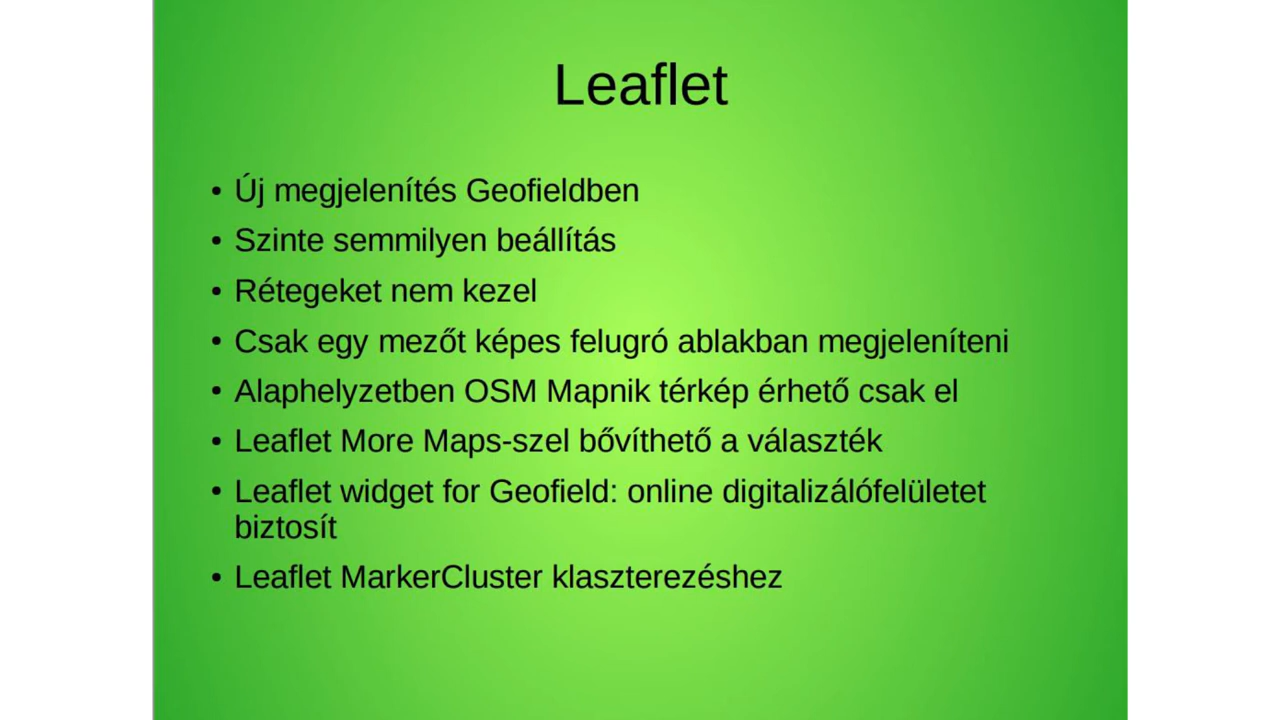 Leaflet
• Új megjelenítés Geofieldben
• Szinte semmilyen beállítás
• Rétegeket nem kezel
• Csak egy mezőt képes felugró ablakban megjeleníteni
• Alaphelyzetben OSM Mapnik térkép érhető csak el
• Leaflet More Maps-szel bővíthető a választék
• Leaflet widget for Geofield: online digitalizálófelületet
biztosít
• Leaflet MarkerCluster klaszterezéshez